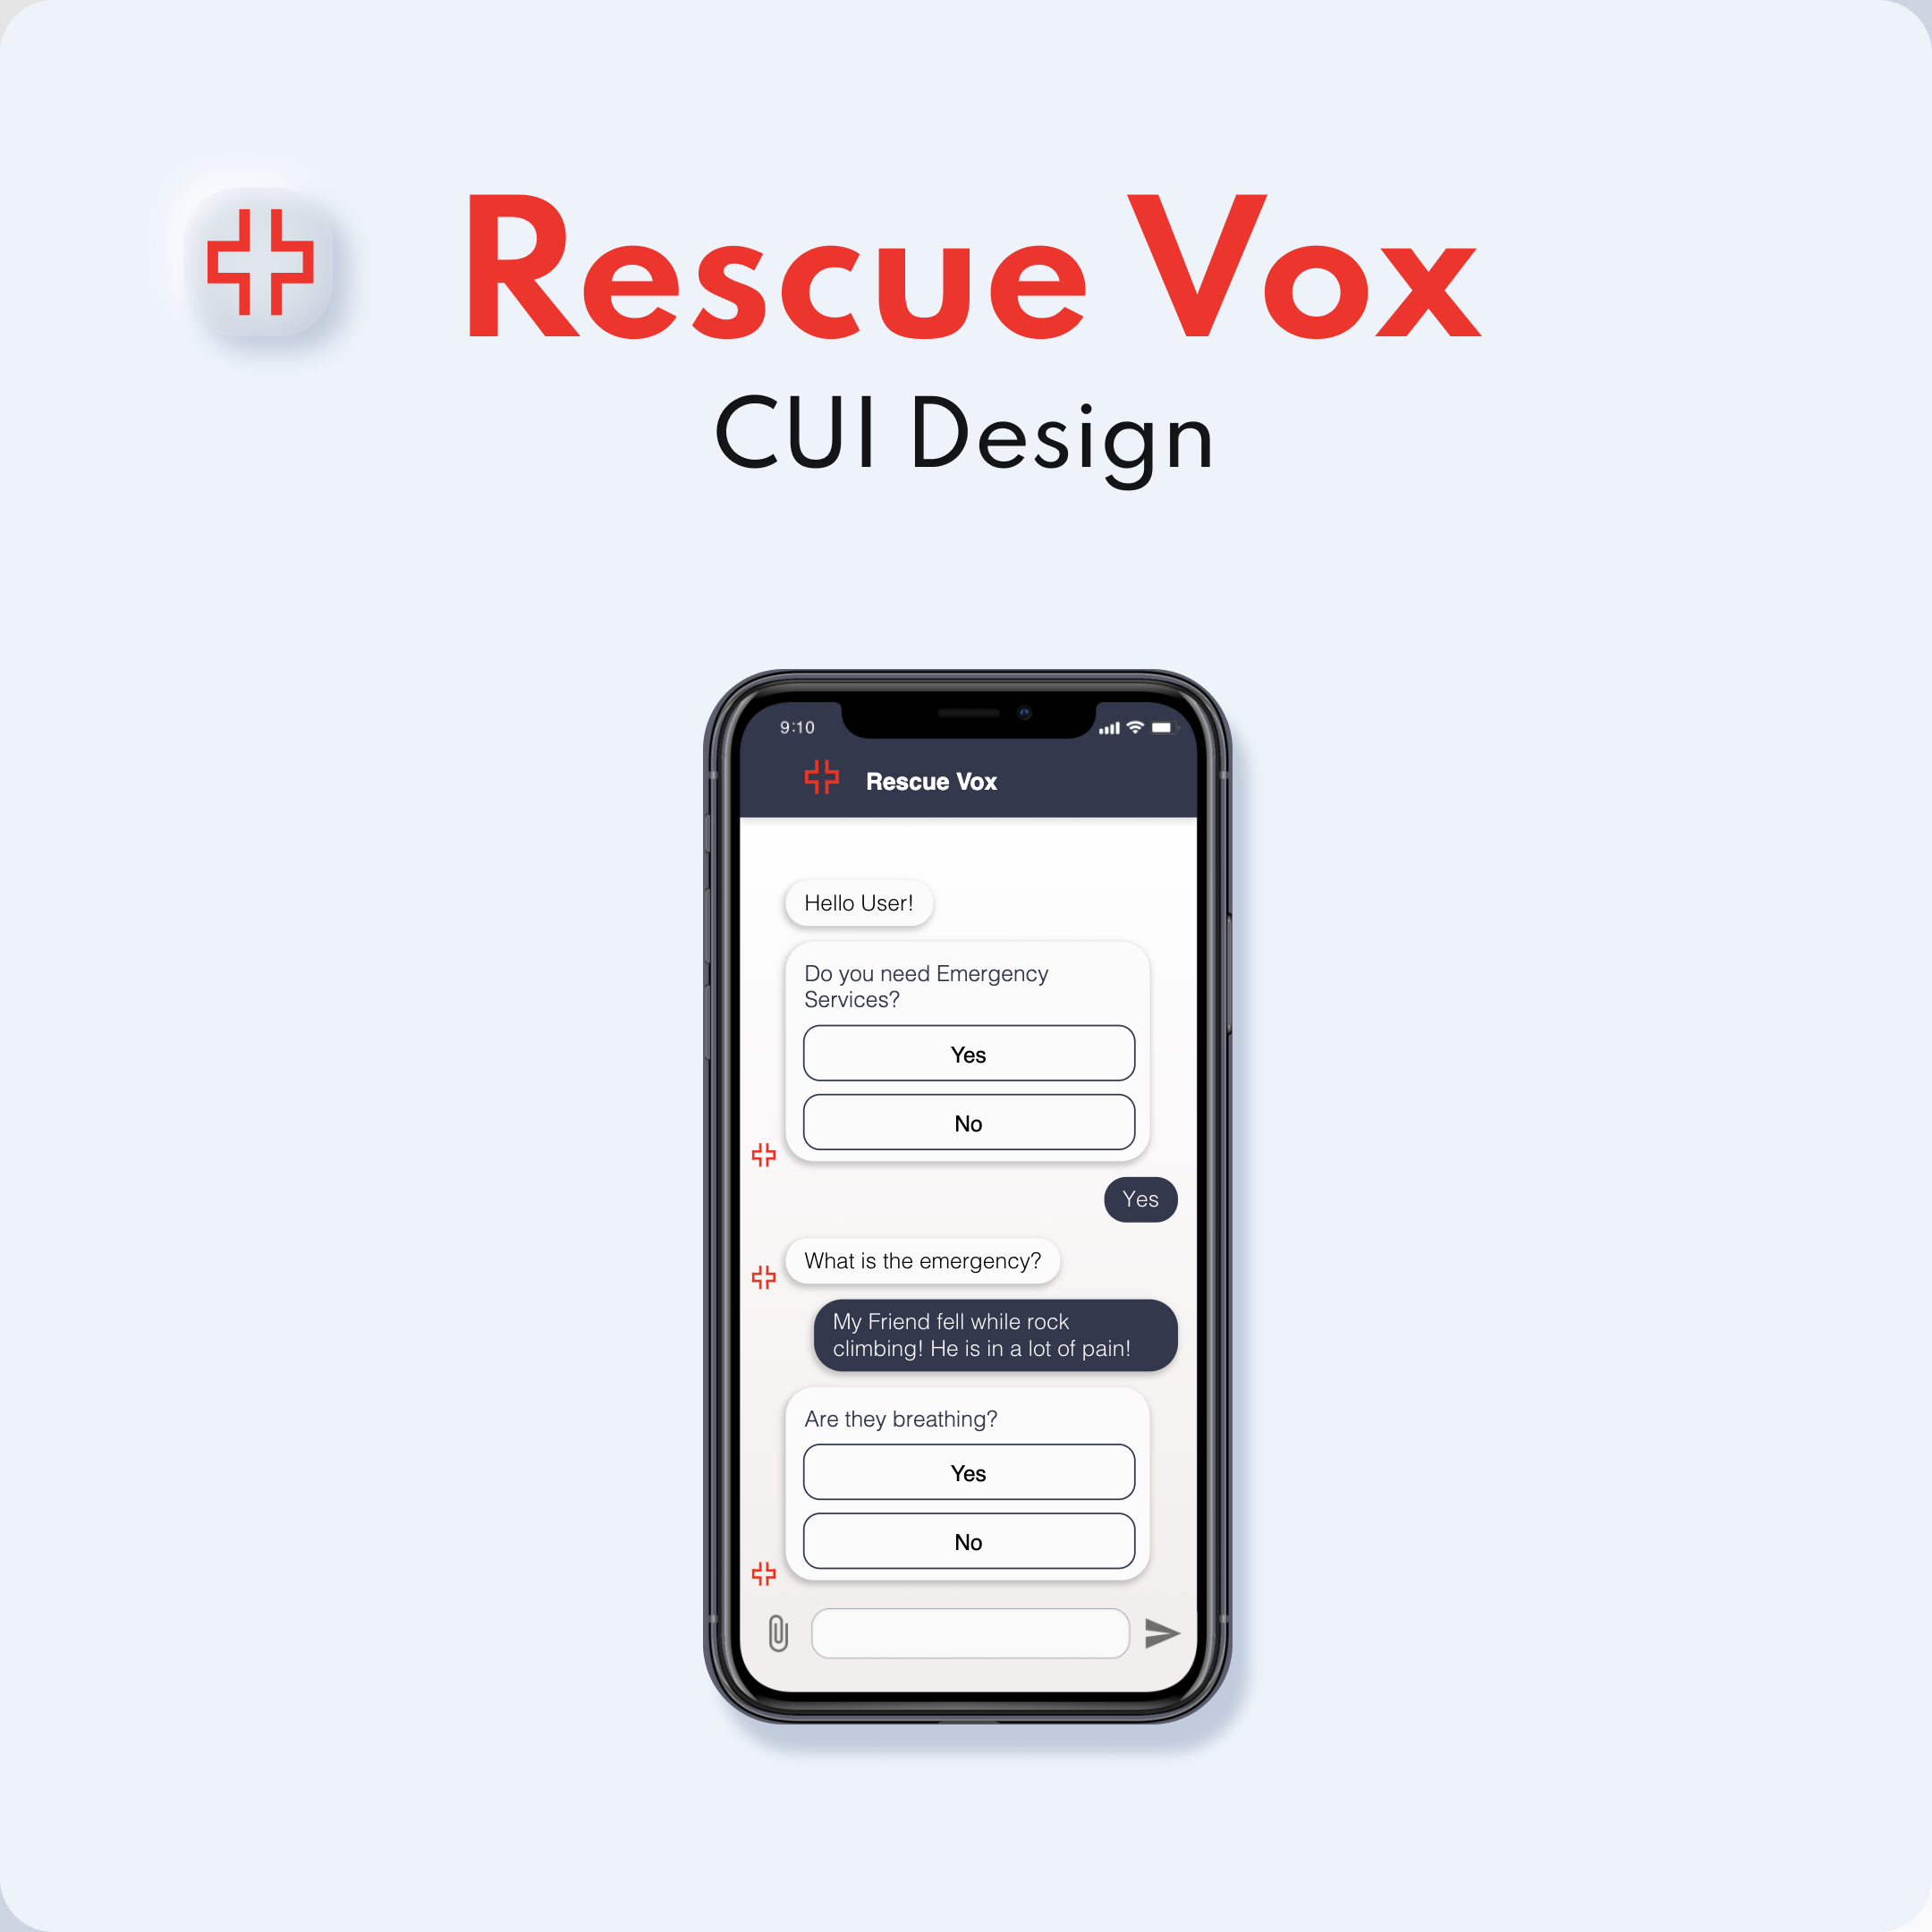 Rescue Vox
CUI Design
9:10
Rescue Vox
Hello User!
Do you need Emergency
Services?
Yes
No
Yes
What is the emergency?
My Friend fell while rock
climbing! He is in a lot of pain!
Are they breathing?
Yes
No